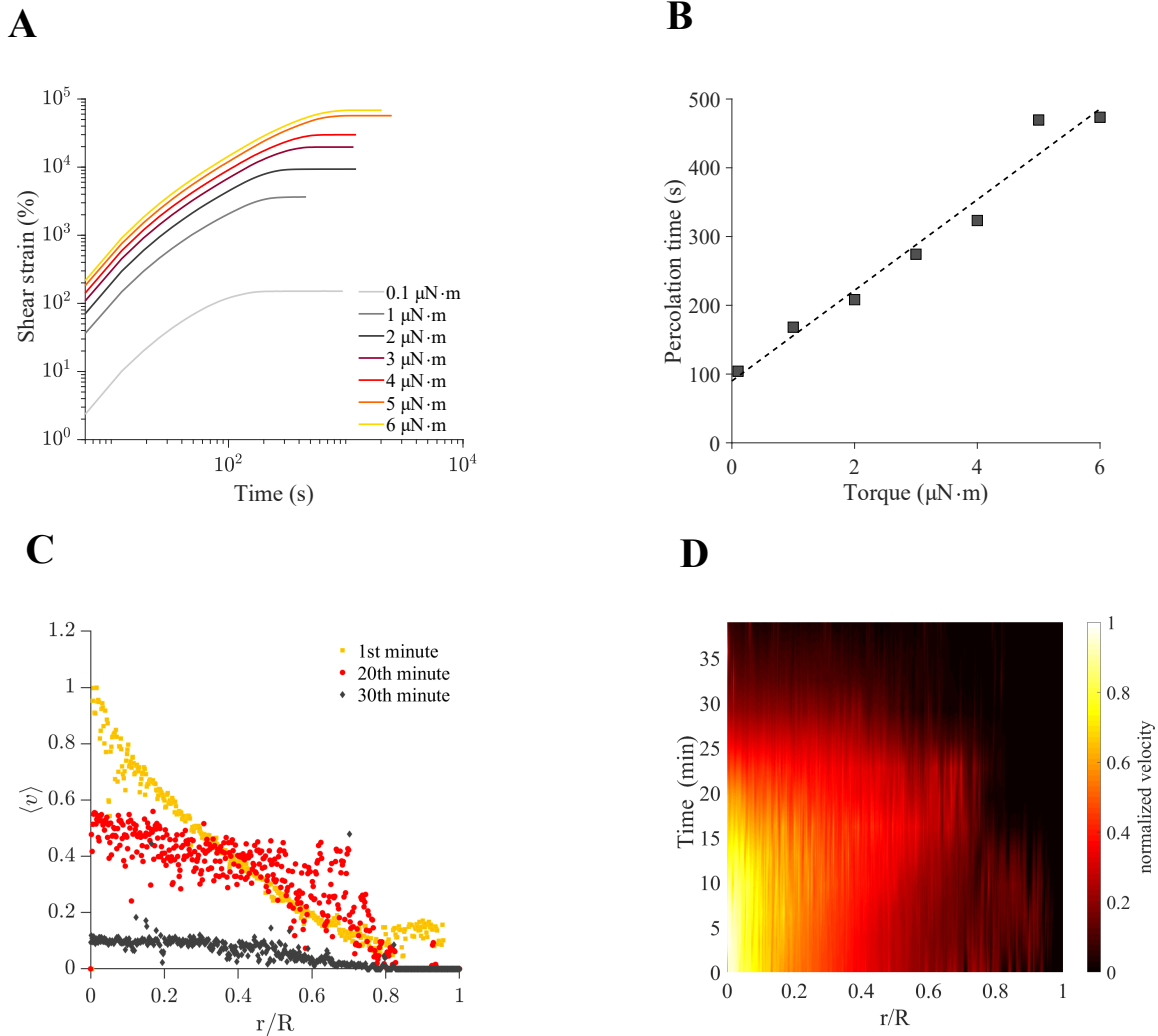 A
Shear strain (%)
10^5
10^4
10^3
10^2
10^1
10^0
0.1 μN·m
1 μN·m
2 μN·m
3 μN·m
4 μN·m
5 μN·m
6 μN·m
10^2
10^4
Time (s)
B
Percolation time (s)
500
400
300
200
100
0
0 2 4 6
Torque (μN·m)
C
⟨v⟩
1.2
1
0.8
0.6
0.4
0.2
0
1st minute
20th minute
30th minute
0 0.2 0.4 0.6 0.8 1
r/R
D
Time (min)
35
30
25
20
15
10
5
0
0 0.2 0.4 0.6 0.8 1
r/R
1
0.8
0.6
0.4
0.2
0
normalized velocity